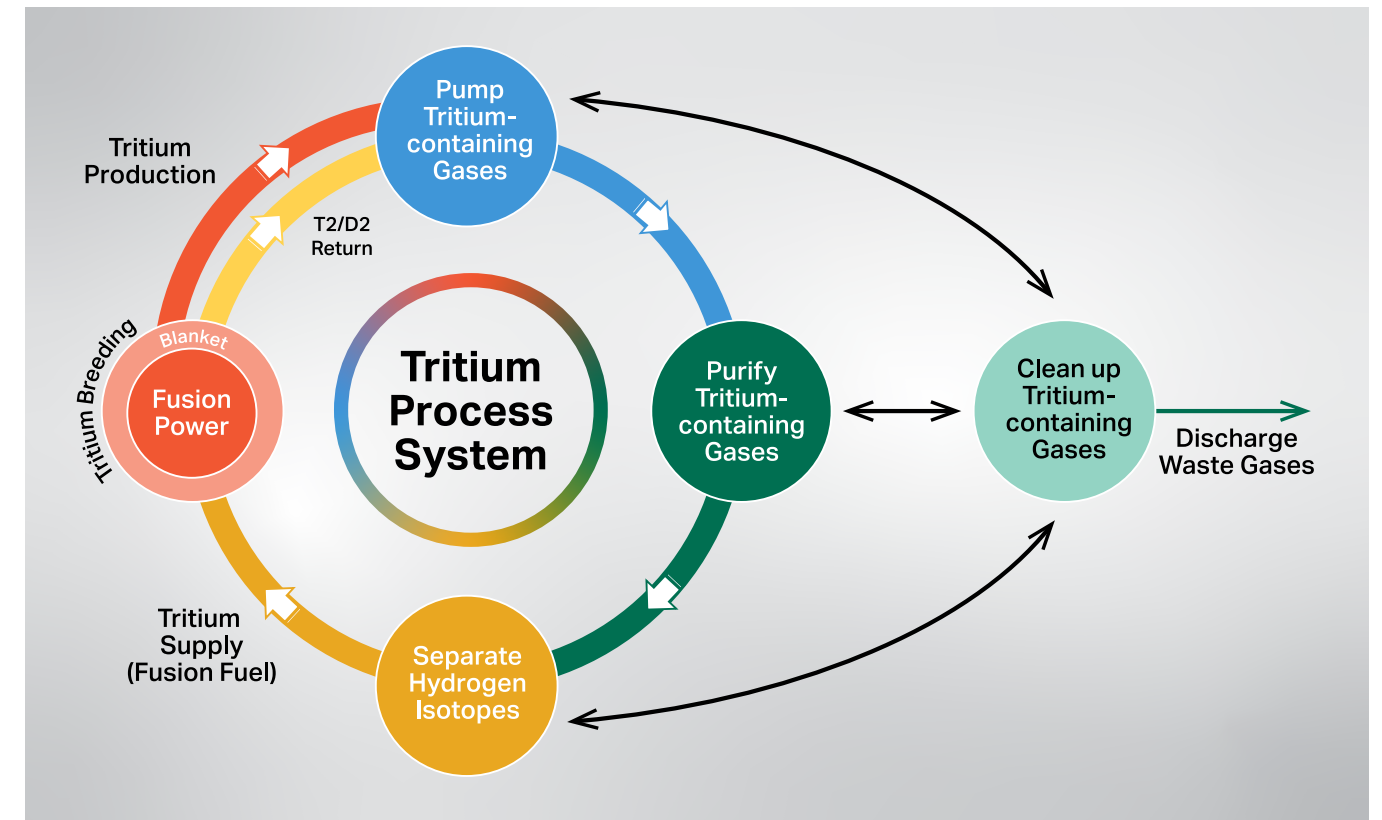 Pump
Tritium-
containing
Gases
Tritium
Production
T2/D2
Return
Tritium Breeding
Blanket
Fusion
Power
Tritium
Process
System
Purify
Tritium-
containing
Gases
Clean up
Tritium-
containing
Gases
Discharge
Waste Gases
Tritium
Supply
(Fusion Fuel)
Separate
Hydrogen
Isotopes